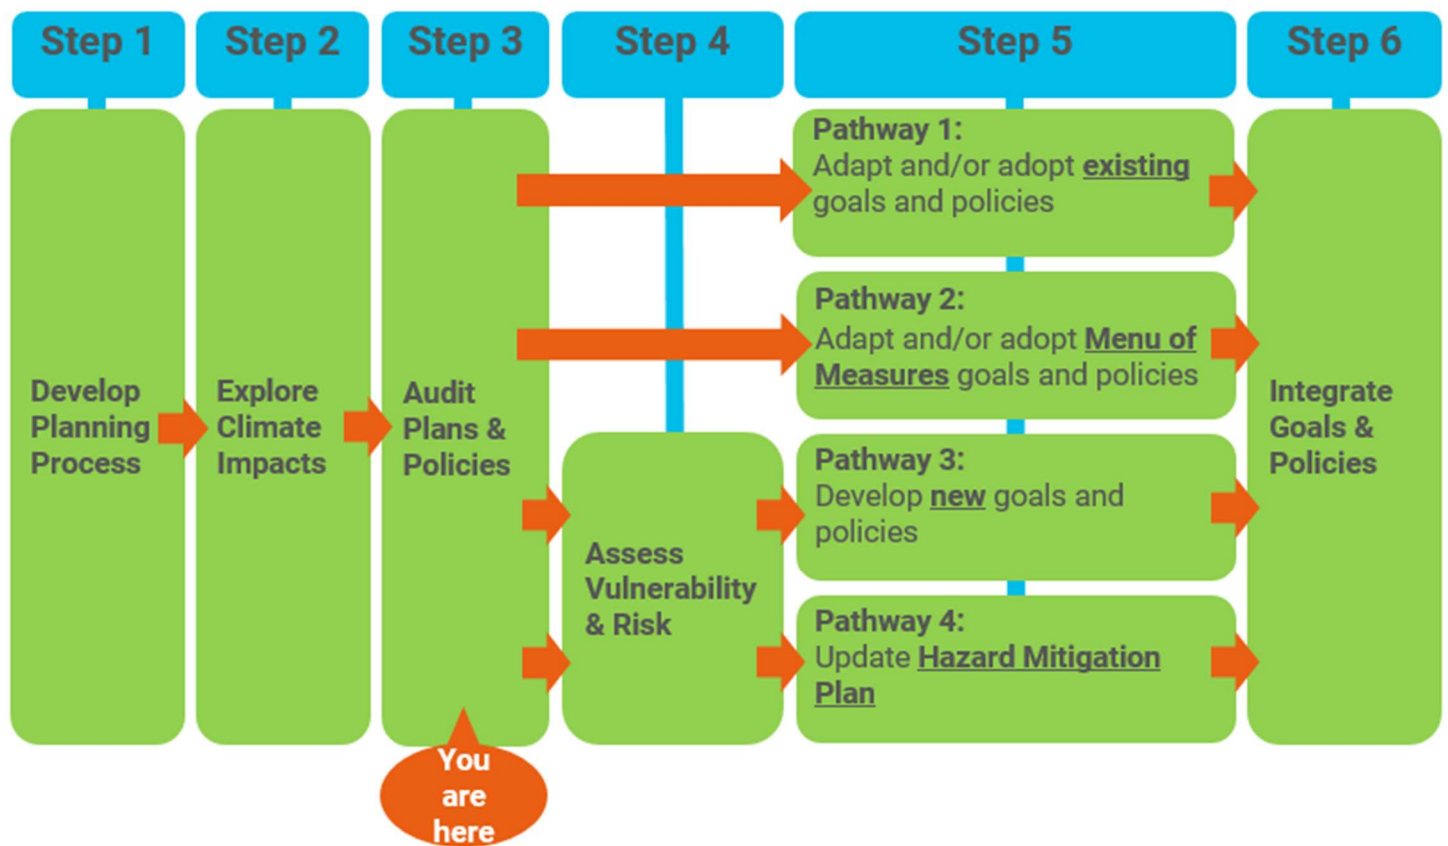 Step 1
Step 2
Step 3
Step 4
Step 5
Step 6
Develop
Planning
Process
Explore
Climate
Impacts
Audit
Plans &
Policies
Assess
Vulnerability
& Risk
Pathway 1:
Adapt and/or adopt existing
goals and policies
Pathway 2:
Adapt and/or adopt Menu of
Measures goals and policies
Pathway 3:
Develop new goals and
policies
Pathway 4:
Update Hazard Mitigation
Plan
Integrate
Goals &
Policies
You
are
here